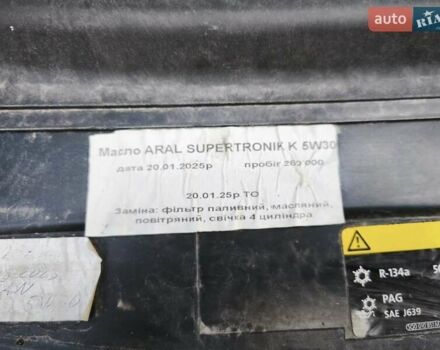 auto RIA
Масло ARAL SUPERTRONIK K 5W30
дата 20.01.2025р пробіг 260 000
20.01.25р ТО
Заміна: фільтр паливний, масляний,
повітряний, свічка 4 циліндра
R-134a
PAG
SAE J639